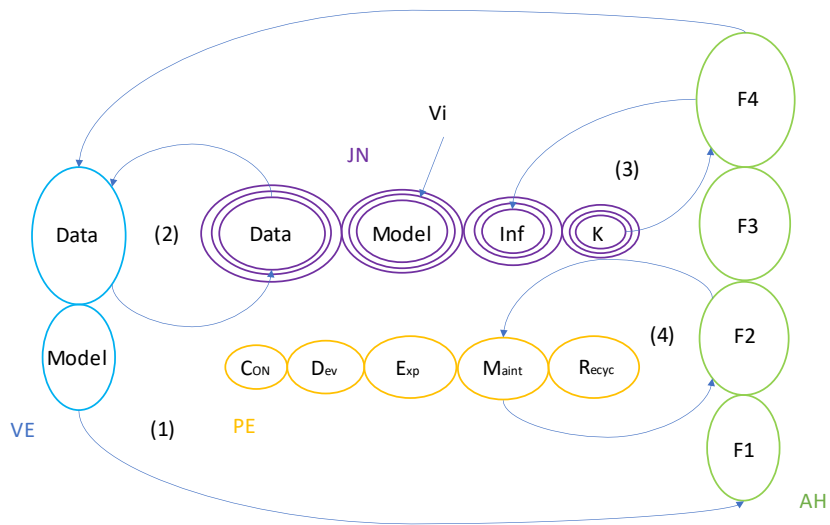 F4
Vi
JN
(3)
Data
(2)
Data
Model
Inf
K
F3
Model
CON
Dev
Exp
Maint
Recyc
(4)
F2
VE
(1)
PE
F1
AH